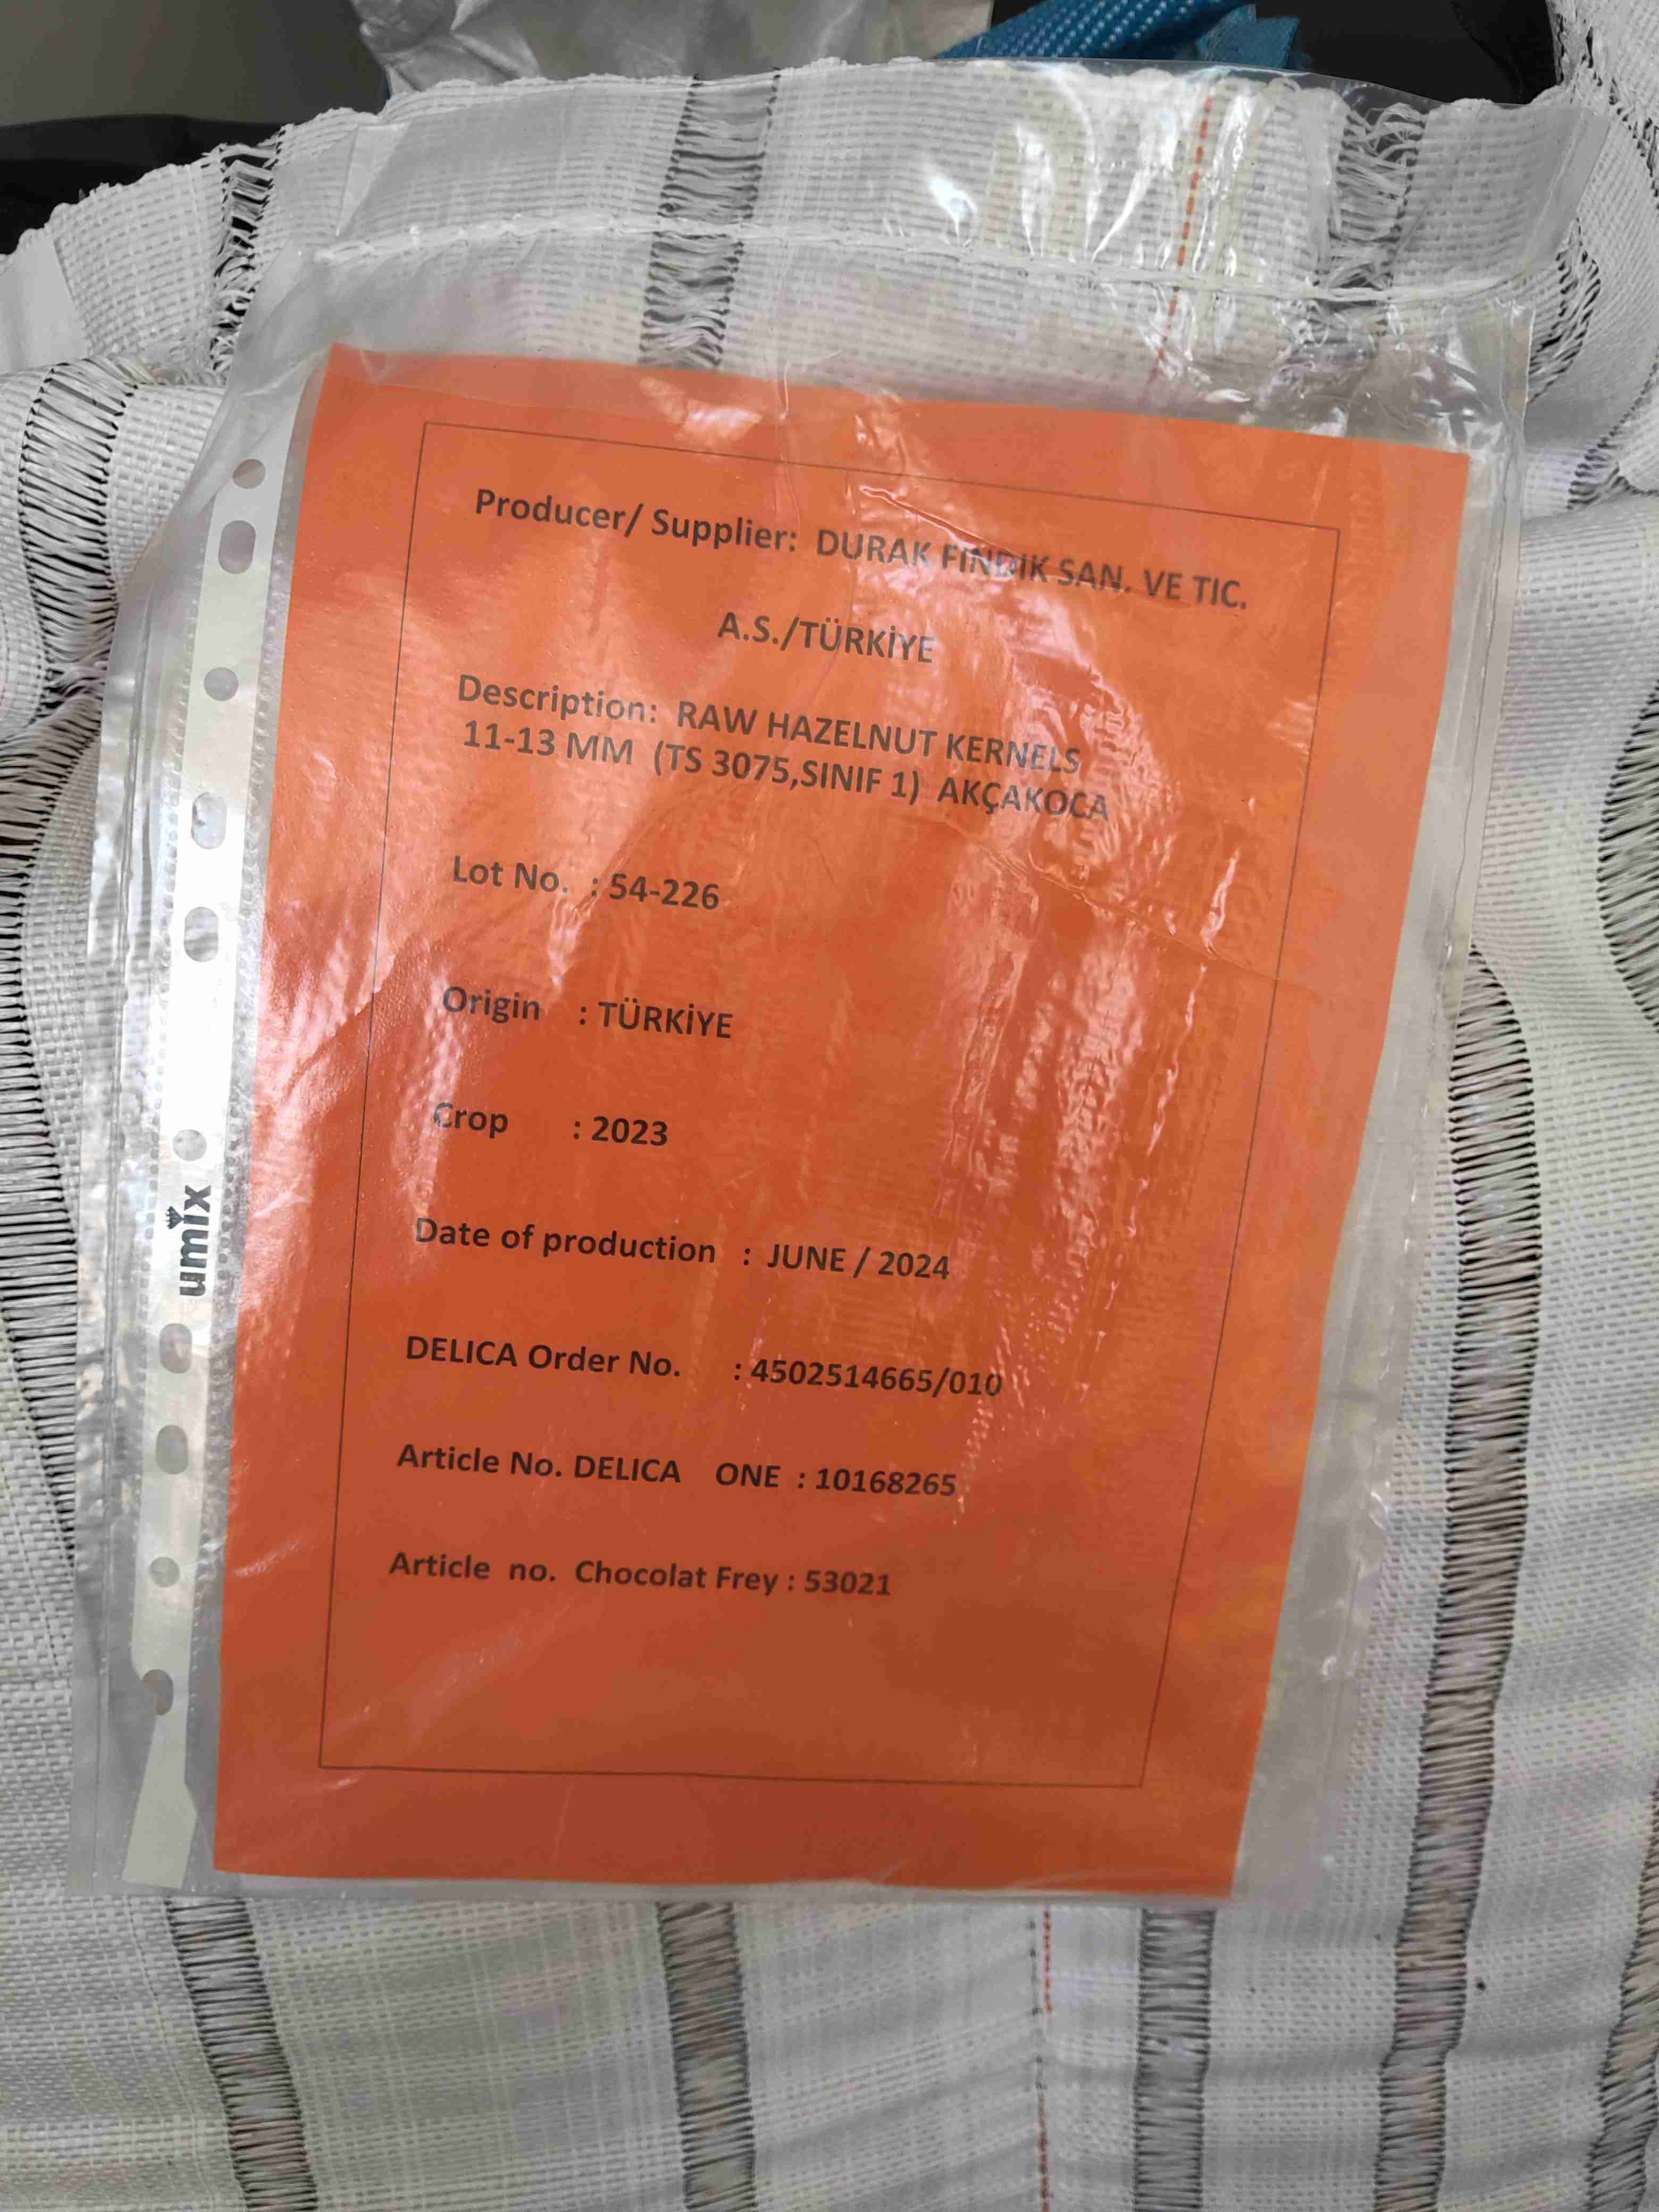 Producer/ Supplier: DURAK FINDIK SAN. VE TIC.
A.S./TÜRKİYE
Description: RAW HAZELNUT KERNELS
11-13 MM (TS 3075,SINIF 1) AKÇAKOCA
Lot No. : 54-226
Origin : TÜRKİYE
Crop : 2023
Date of production : JUNE / 2024
DELICA Order No. : 4502514665/010
Article No. DELICA ONE : 10168265
Article no. Chocolat Frey : 53021
umix